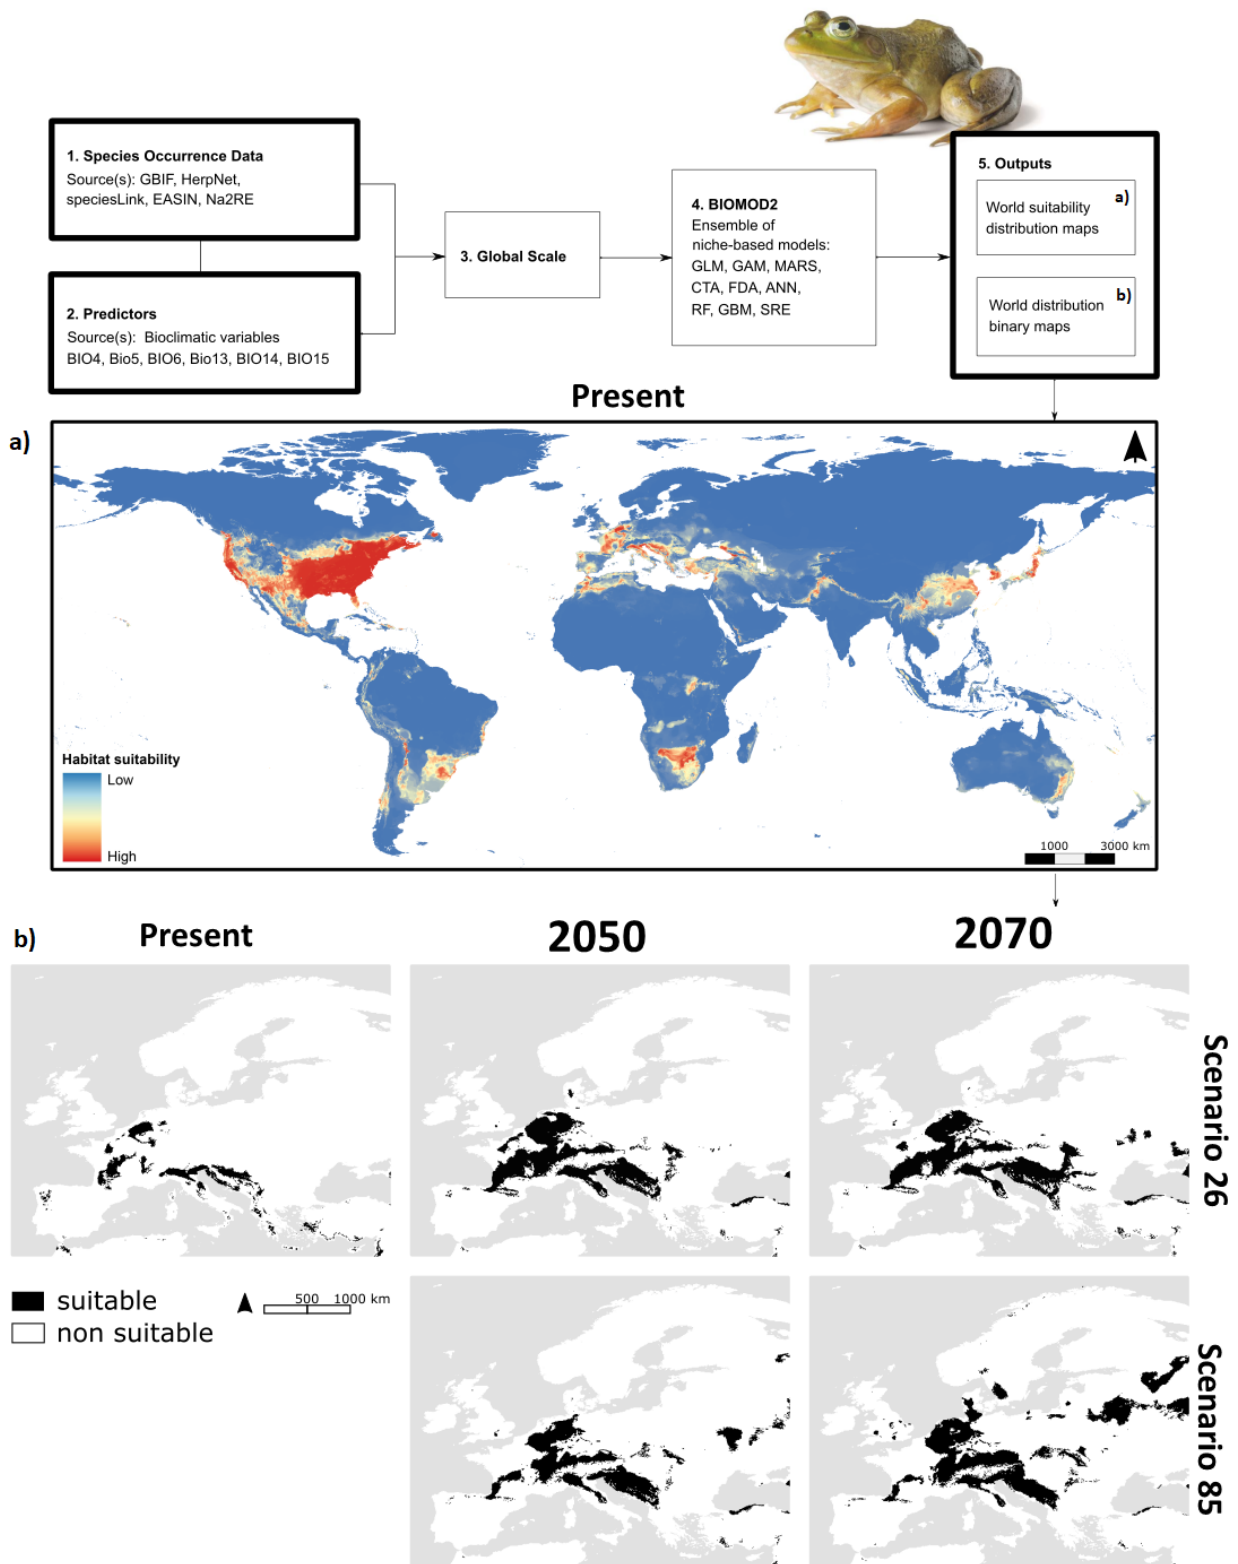 1. Species Occurrence Data
Source(s): GBIF, HerpNet,
speciesLink, EASIN, Na2RE
2. Predictors
Source(s): Bioclimatic variables
BIO4, Bio5, BIO6, Bio13, BIO14, BIO15
3. Global Scale
4. BIOMOD2
Ensemble of
niche-based models:
GLM, GAM, MARS,
CTA, FDA, ANN,
RF, GBM, SRE
5. Outputs
a)
World suitability
distribution maps
b)
World distribution
binary maps
Present
a)
Habitat suitability
Low
High
1000 3000 km
b)
Present
2050
2070
Scenario 26
suitable
non suitable
500 1000 km
Scenario 85